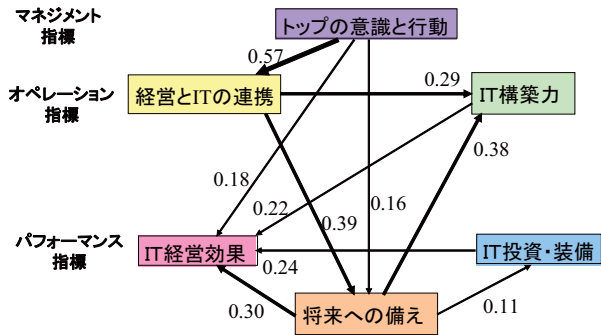 マネジメント
指標
トップの意識と行動
0.57
オペレーション
指標
経営とITの連携
0.29
IT構築力
0.38
0.18
0.22
0.39
0.16
パフォーマンス
指標
IT経営効果
0.24
IT投資・装備
0.30
将来への備え
0.11